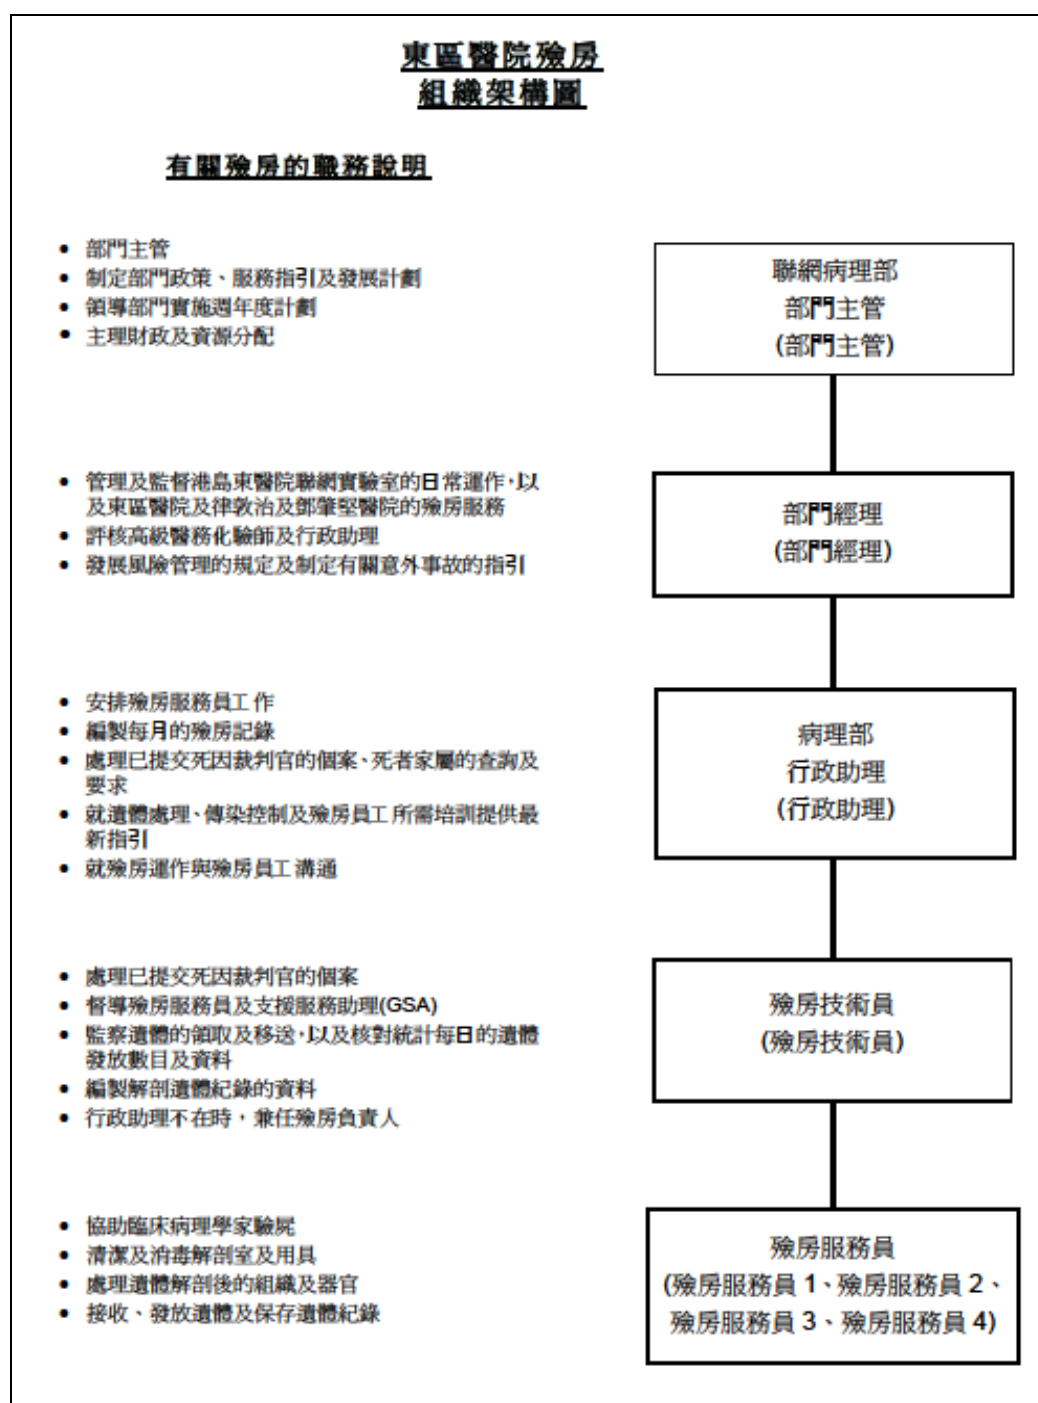 東區醫院殮房
組織架構圖
有關殮房的職務說明
• 部門主管
• 制定部門政策、服務指引及發展計劃
• 領導部門實施週年度計劃
• 主理財政及資源分配
聯網病理部
部門主管
(部門主管)
• 管理及監督港島東醫院聯網實驗室的日常運作，以
及東區醫院及律敦治及鄧肇堅醫院的殮房服務
• 評核高級醫務化驗師及行政助理
• 發展風險管理的規定及制定有關意外事故的指引
部門經理
(部門經理)
• 安排殮房服務員工作
• 編製每月的殮房記錄
• 處理已提交死因裁判官的個案、死者家屬的查詢及
要求
• 就遺體處理、傳染控制及殮房員工所需培訓提供最
新指引
• 就殮房運作與殮房員工溝通
病理部
行政助理
(行政助理)
• 處理已提交死因裁判官的個案
• 督導殮房服務員及支援服務助理(GSA)
• 監察遺體的領取及移送，以及核對統計每日的遺體
發放數目及資料
• 編製解剖遺體紀錄的資料
• 行政助理不在時，兼任殮房負責人
殮房技術員
(殮房技術員)
• 協助臨床病理學家驗屍
• 清潔及消毒解剖室及用具
• 處理遺體解剖後的組織及器官
• 接收、發放遺體及保存遺體紀錄
殮房服務員
(殮房服務員 1、殮房服務員 2、
殮房服務員 3、殮房服務員 4)